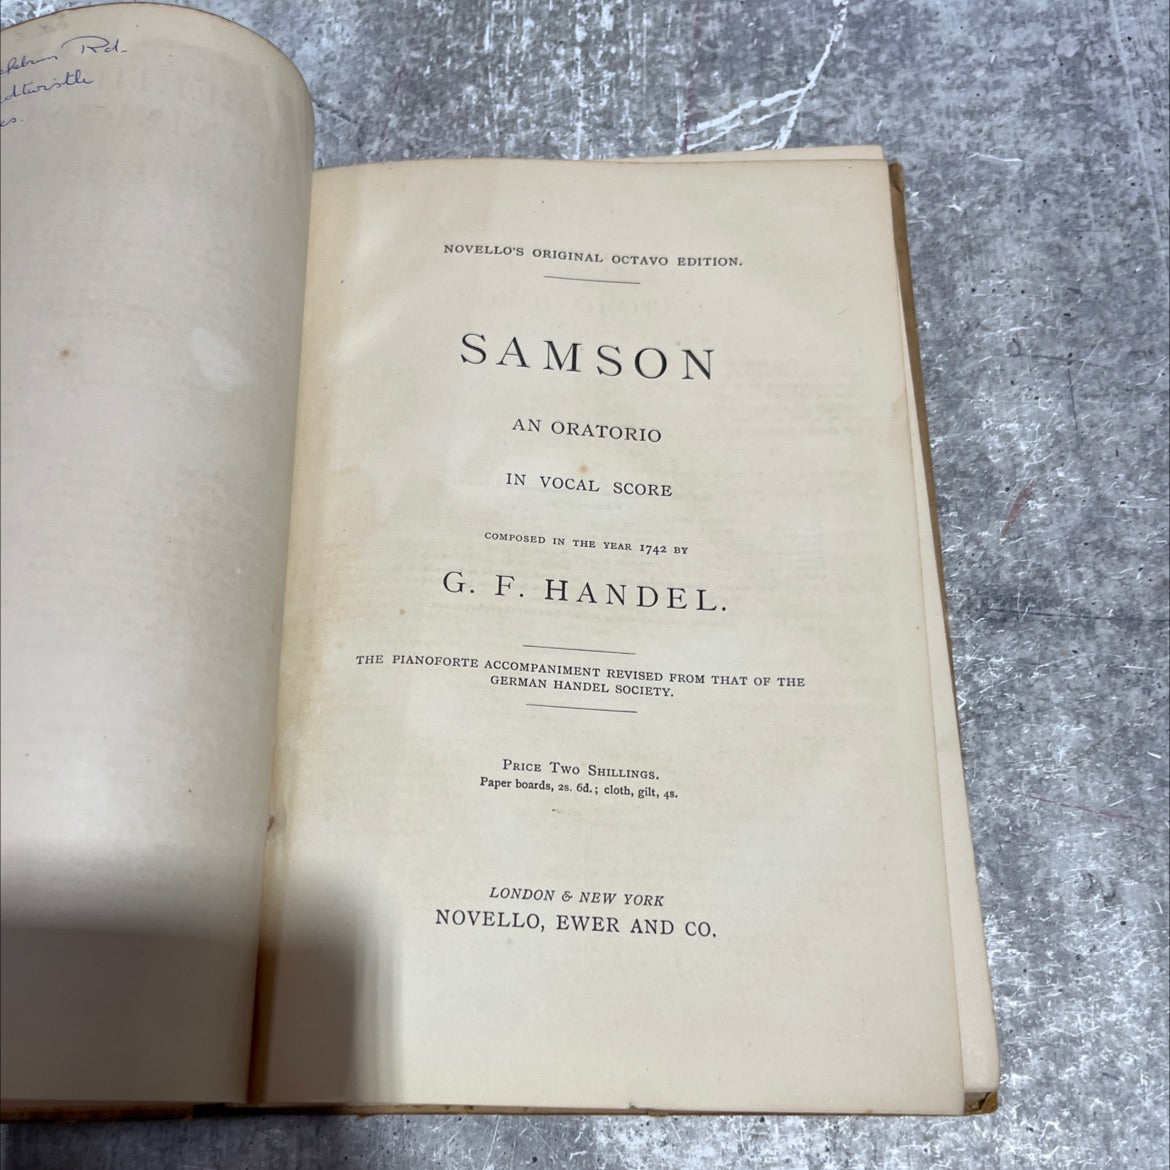 Rd.
NOVELLO'S ORIGINAL OCTAVO EDITION.
SAMSON
AN ORATORIO
IN VOCAL SCORE
COMPOSED IN THE YEAR 1742 BY
G. F. HANDEL.
THE PIANOFORTE ACCOMPANIMENT REVISED FROM THAT OF THE
GERMAN HANDEL SOCIETY.
PRICE TWO SHILLINGS.
Paper boards, 2s. 6d.; cloth, gilt, 4s.
LONDON & NEW YORK
NOVELLO, EWER AND CO.